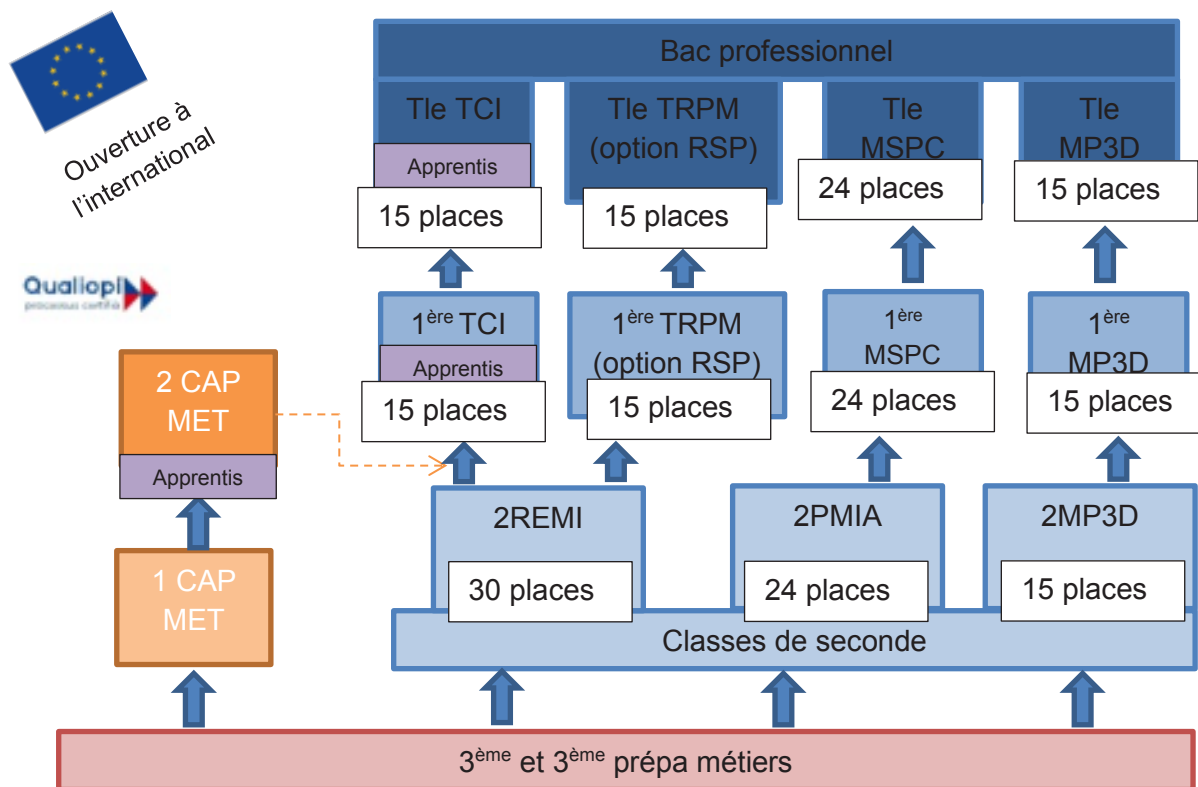 Ouverture à
l'international
Qualiopi
processus certifié
Bac professionnel
Tle TCI
Apprentis
15 places
Tle TRPM
(option RSP)
15 places
Tle
MSPC
24 places
Tle
MP3D
15 places
1ère TCI
Apprentis
15 places
1ère TRPM
(option RSP)
15 places
1ère
MSPC
24 places
1ère
MP3D
15 places
2 CAP
MET
Apprentis
1 CAP
MET
2REMI
30 places
2PMIA
24 places
2MP3D
15 places
Classes de seconde
3ème et 3ème prépa métiers